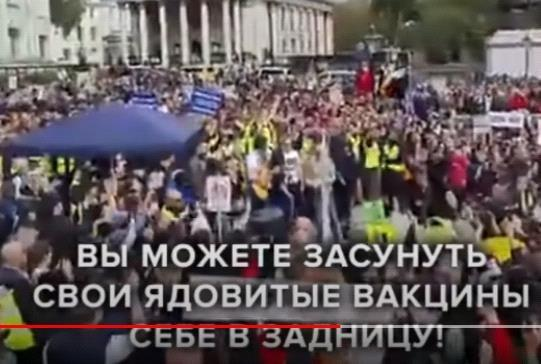 ВЫ МОЖЕТЕ ЗАСУНУТЬ
СВОИ ЯДОВИТЫЕ ВАКЦИНЫ
СЕБЕ В ЗАДНИЦУ!